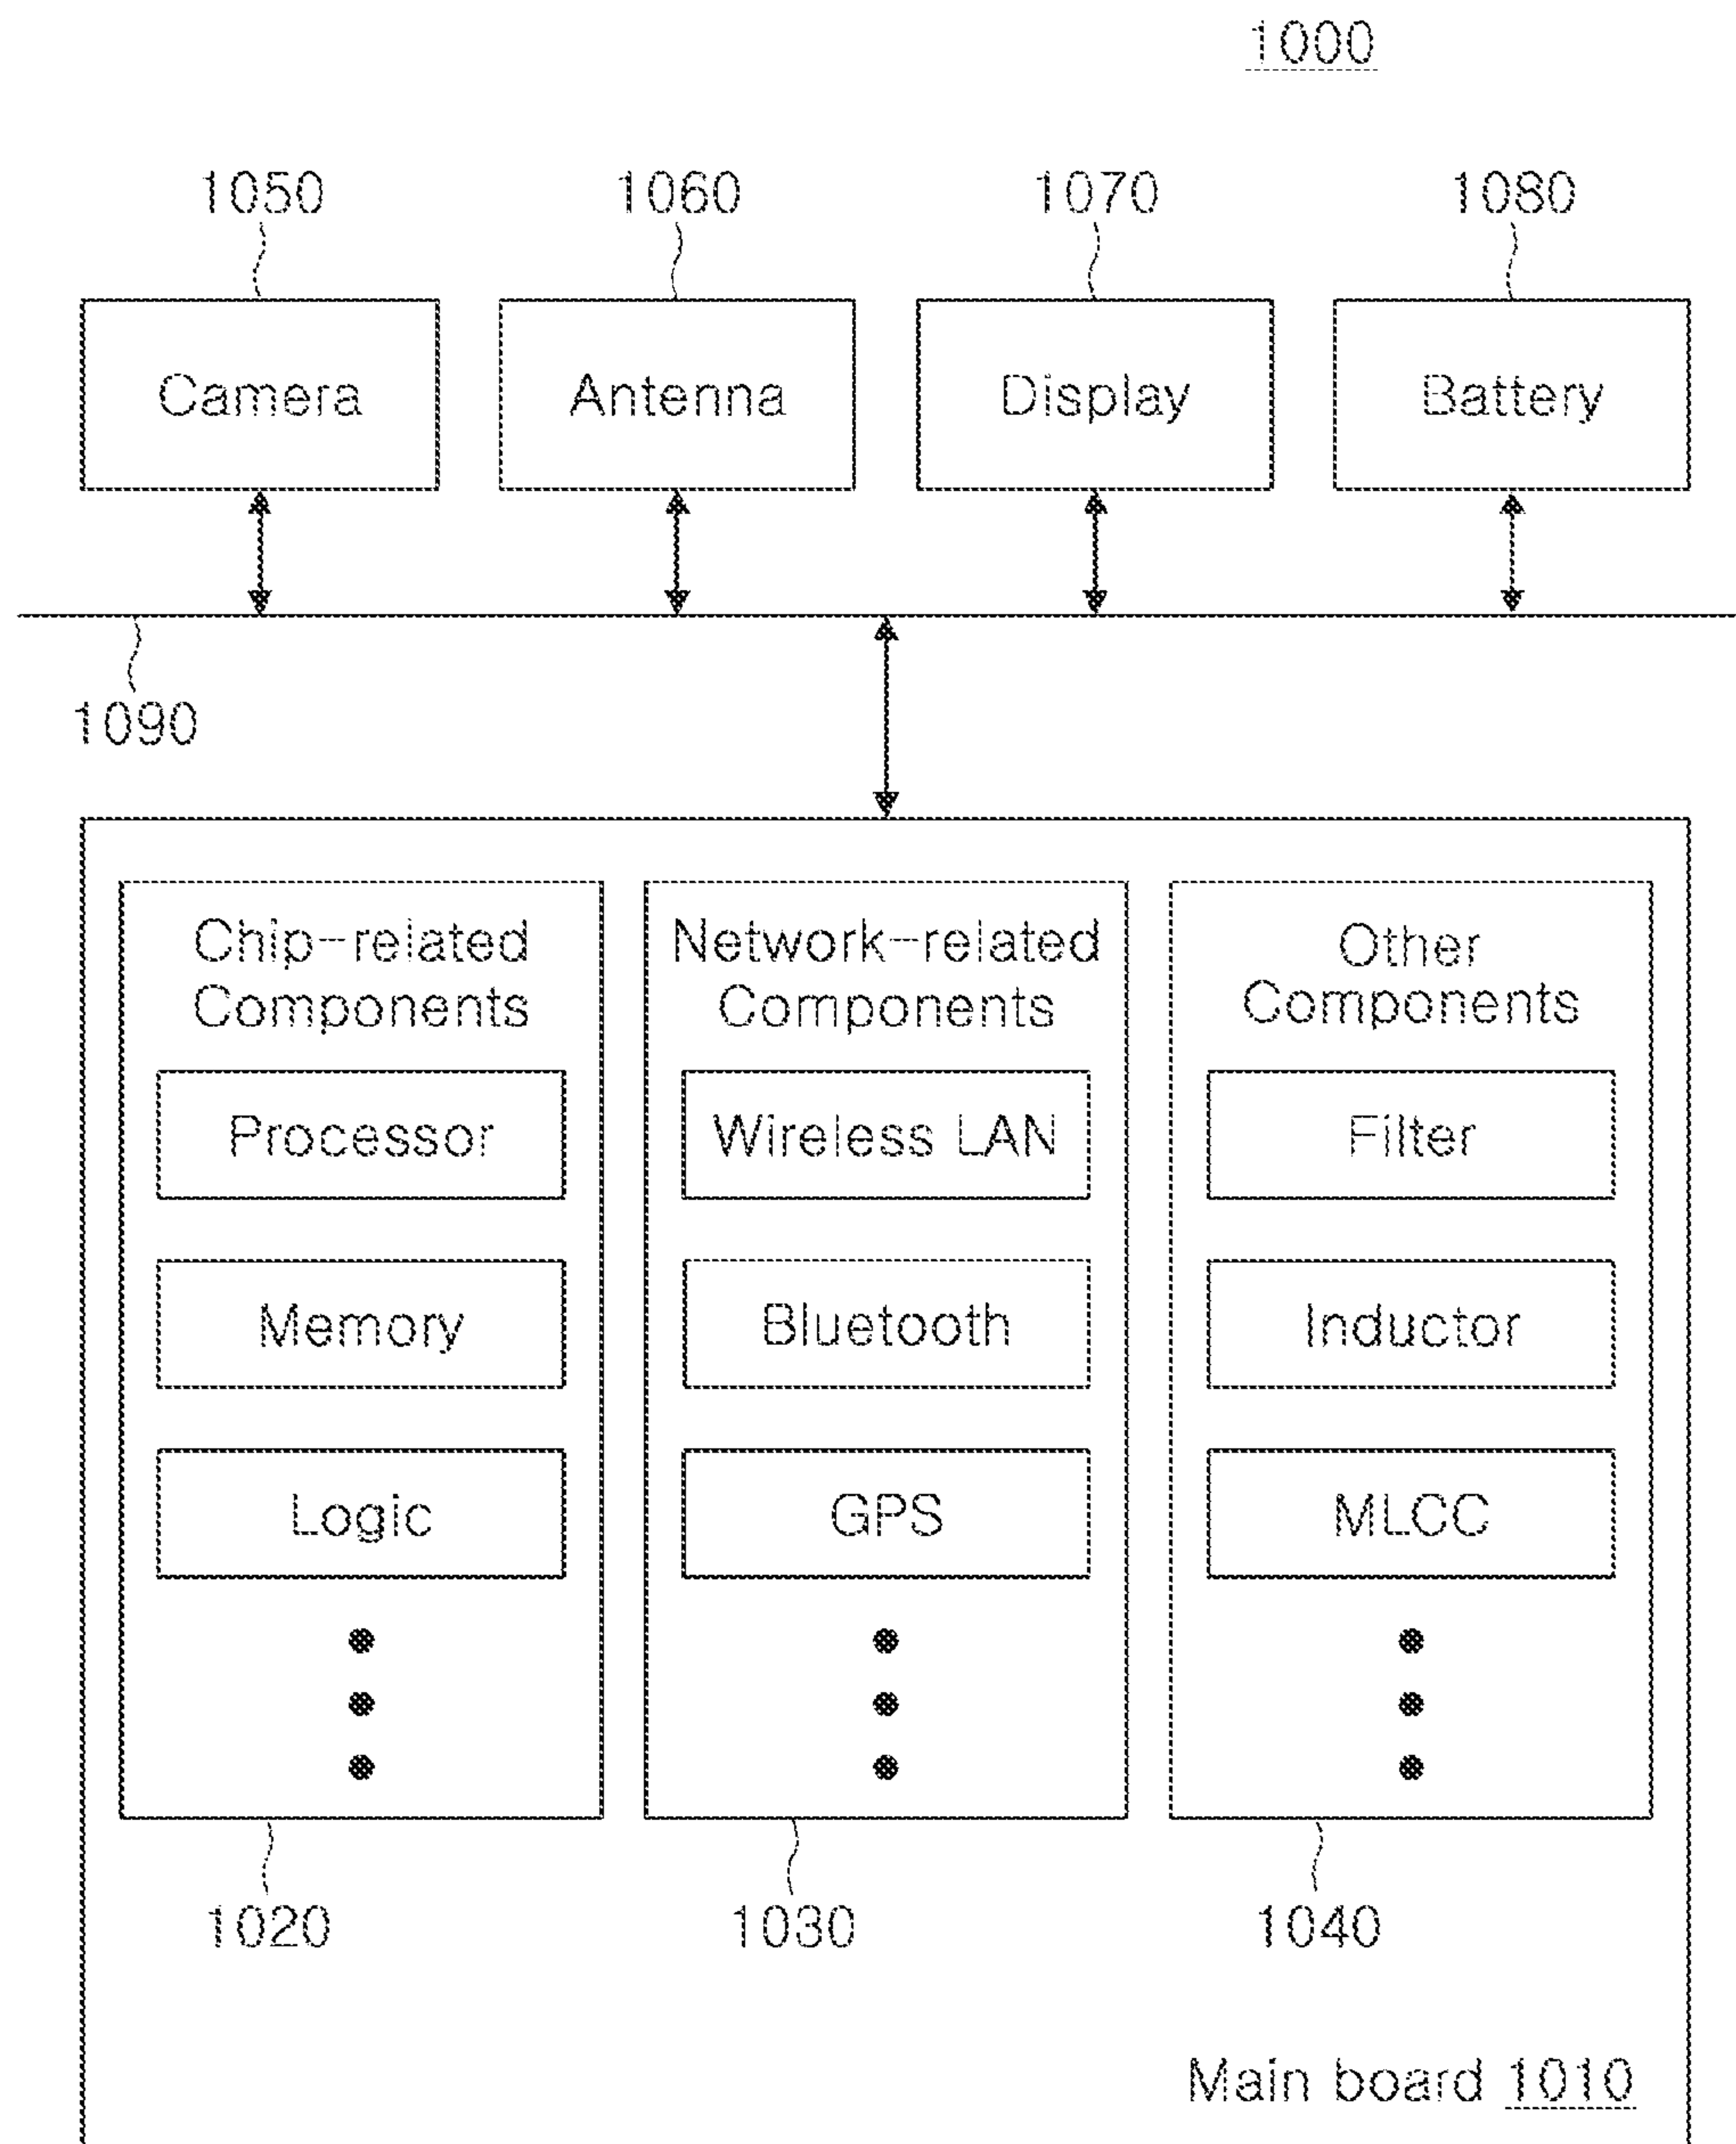 1000
1050 1060 1070 1080
Camera Antenna Display Battery
1090
Chip-related Network-related Other
Components Components Components
Processor Wireless LAN Filter
Memory Bluetooth Inductor
Logic GPS MLCC
1020 1030 1040
Main board 1010